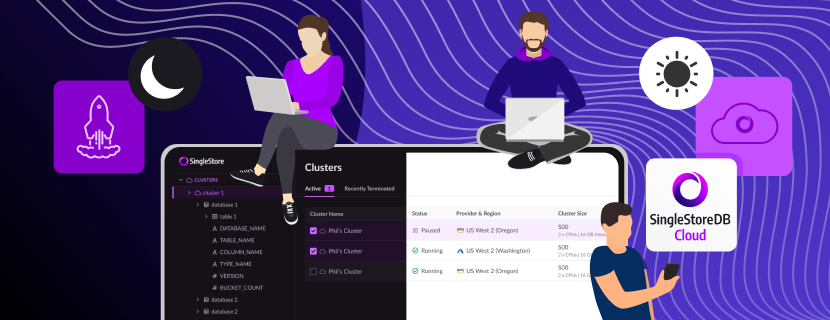 SingleStore
CLUSTERS
cluster 1
database 1
table 1
DATABASE_NAME
TABLE_NAME
COLUMN_NAME
TYPE_NAME
VERSION
BUCKET_COUNT
database 2
database 2
Clusters
Active 1 Recently Terminated
Cluster Name Status Provider & Region Cluster Size
Phil's Cluster Paused US West 2 (Oregon) S00
2 x CPUs | 16 GB Mem
Phil's Cluster Running US West 2 (Washington) S00
2 x CPUs | 16 G
Phil's Cluster Running US West 2 (Oregon) S00
2 x CPUs | 16
SingleStoreDB
Cloud